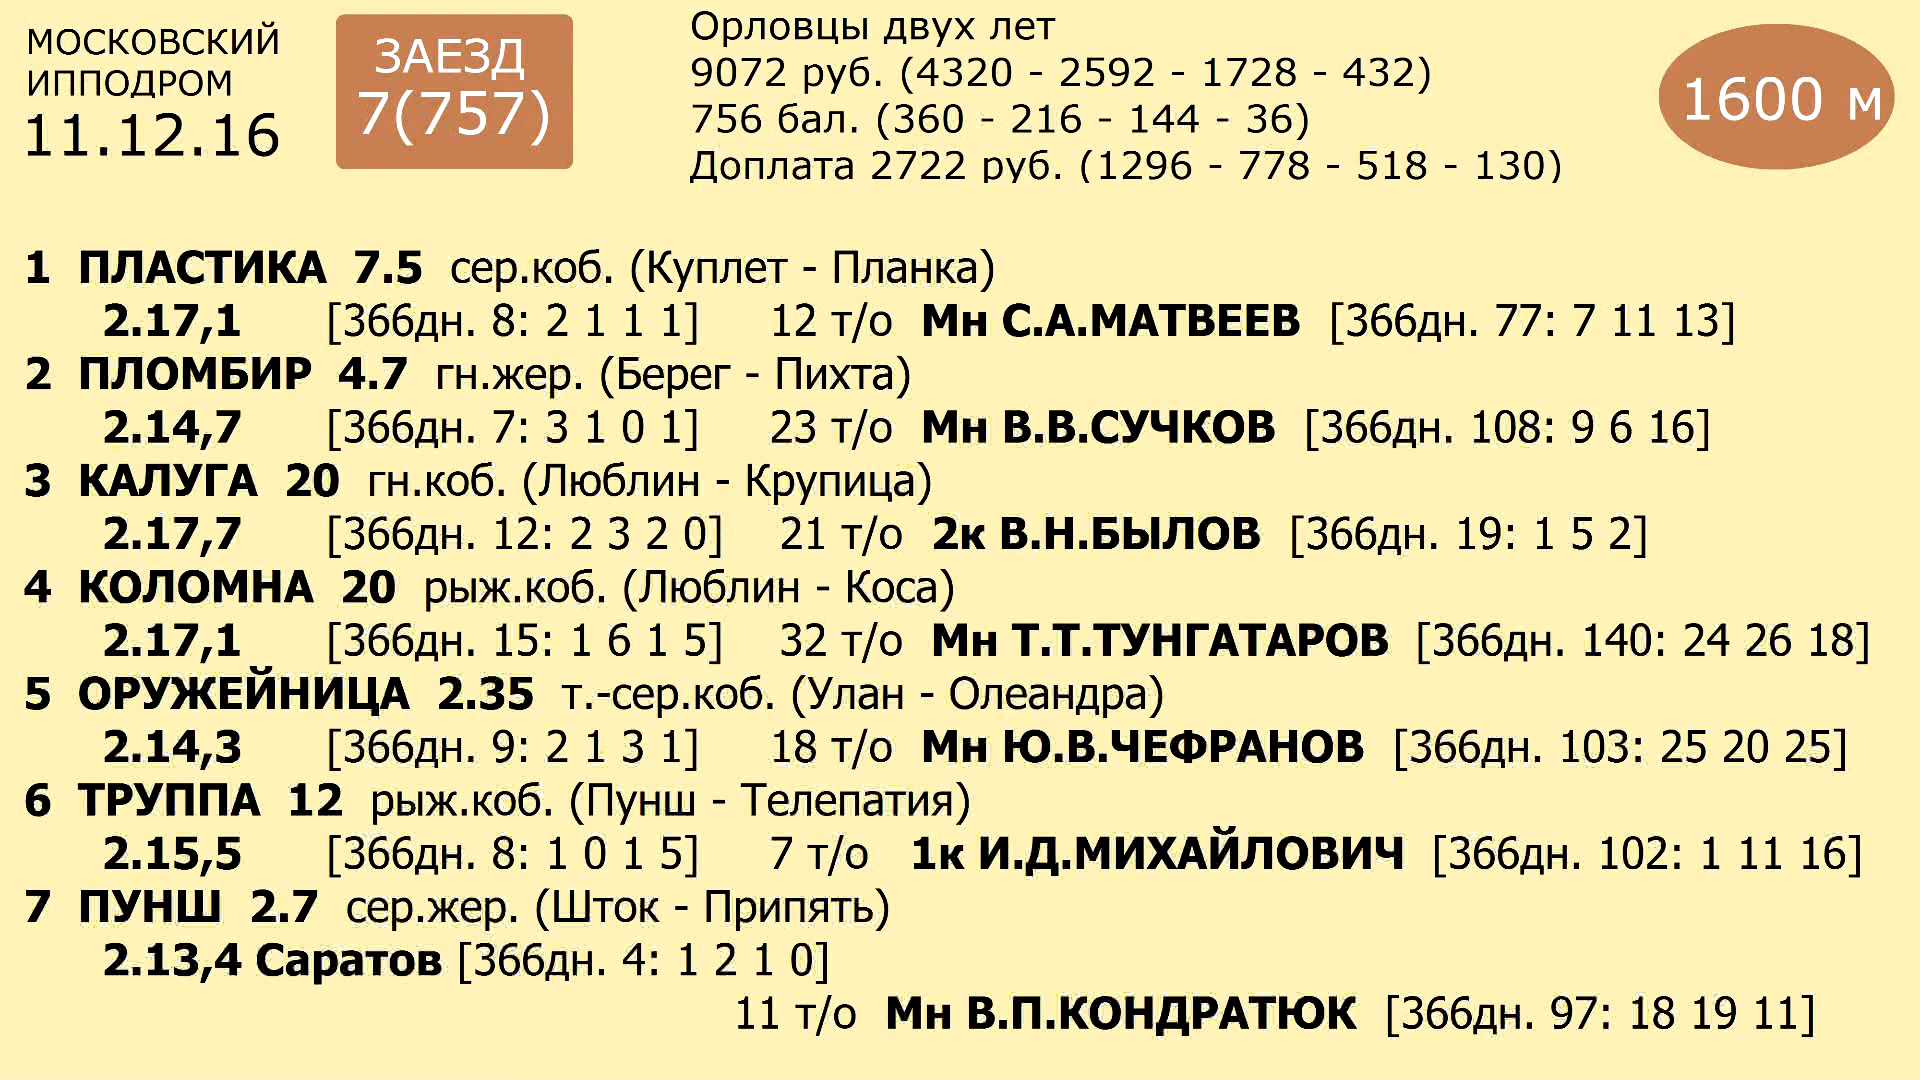 МОСКОВСКИЙ
ИППОДРОМ
11.12.16
ЗАЕЗД
7(757)
Орловцы двух лет
9072 руб. (4320 - 2592 - 1728 - 432)
756 бал. (360 - 216 - 144 - 36)
Доплата 2722 руб. (1296 - 778 - 518 - 130)
1600 м
1 ПЛАСТИКА 7.5 сер.коб. (Куплет - Планка)
2.17,1 [366дн. 8: 2 1 1 1] 12 т/о Мн С.А.МАТВЕЕВ [366дн. 77: 7 11 13]
2 ПЛОМБИР 4.7 гн.жер. (Берег - Пихта)
2.14,7 [366дн. 7: 3 1 0 1] 23 т/о Мн В.В.СУЧКОВ [366дн. 108: 9 6 16]
3 КАЛУГА 20 гн.коб. (Люблин - Крупица)
2.17,7 [366дн. 12: 2 3 2 0] 21 т/о 2к В.Н.БЫЛОВ [366дн. 19: 1 5 2]
4 КОЛОМНА 20 рыж.коб. (Люблин - Коса)
2.17,1 [366дн. 15: 1 6 1 5] 32 т/о Мн Т.Т.ТУНГАТАРОВ [366дн. 140: 24 26 18]
5 ОРУЖЕЙНИЦА 2.35 т.-сер.коб. (Улан - Олеандра)
2.14,3 [366дн. 9: 2 1 3 1] 18 т/о Мн Ю.В.ЧЕФРАНОВ [366дн. 103: 25 20 25]
6 ТРУППА 12 рыж.коб. (Пунш - Телепатия)
2.15,5 [366дн. 8: 1 0 1 5] 7 т/о 1к И.Д.МИХАЙЛОВИЧ [366дн. 102: 1 11 16]
7 ПУНШ 2.7 сер.жер. (Шток - Припять)
2.13,4 Саратов [366дн. 4: 1 2 1 0]
11 т/о Мн В.П.КОНДРАТЮК [366дн. 97: 18 19 11]